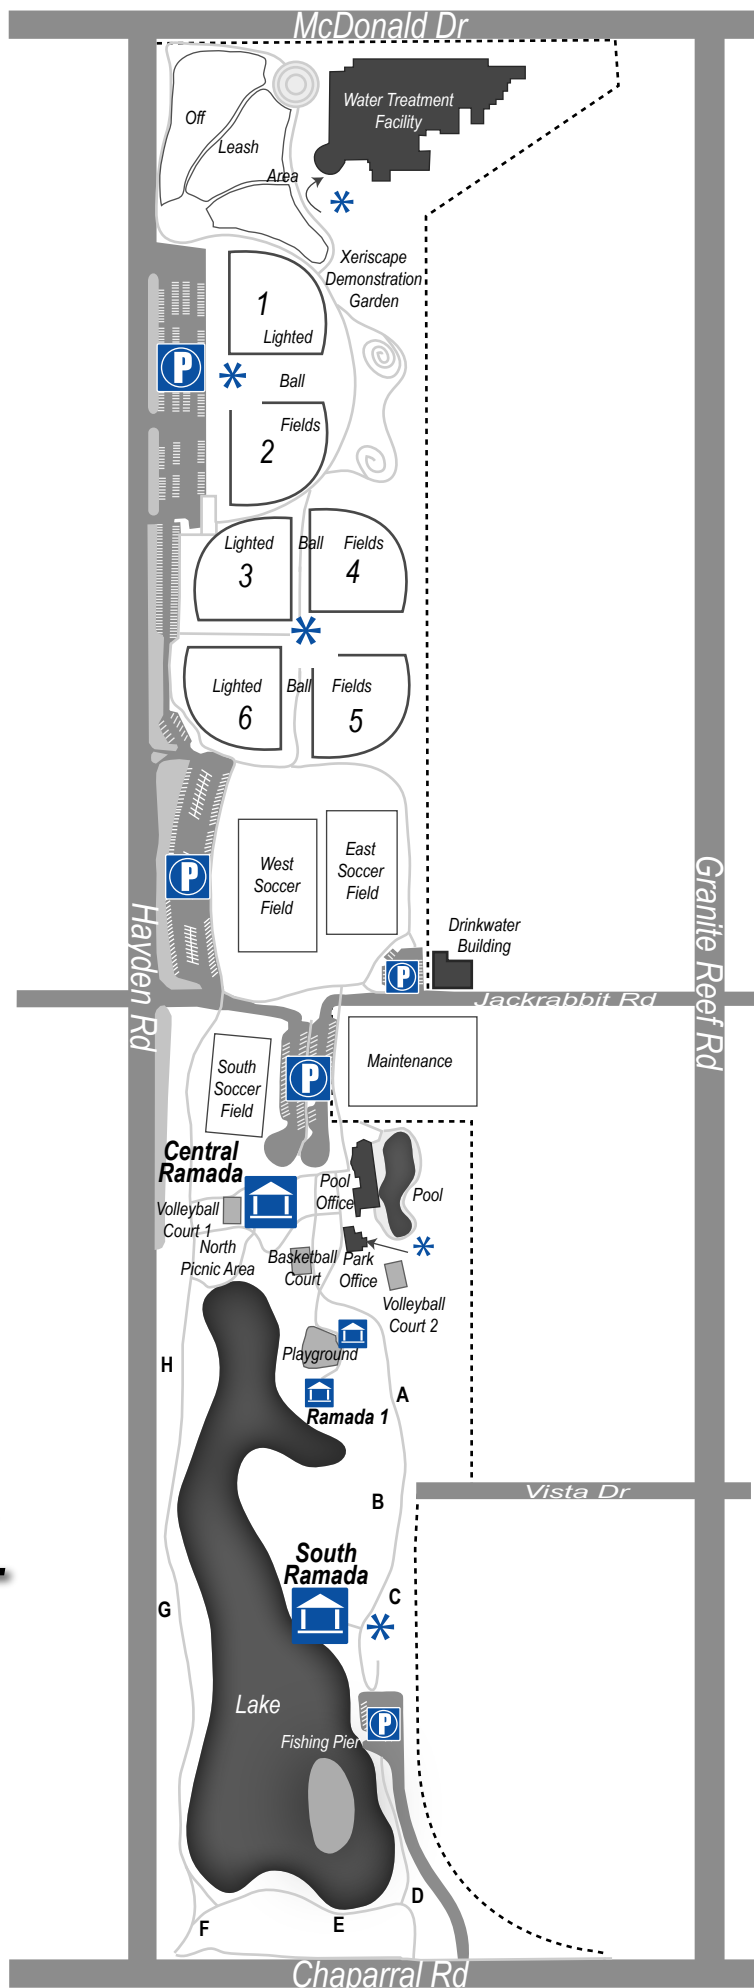 McDonald Dr
Water Treatment
Facility
Off
Leash
Area
*
Xeriscape
Demonstration
Garden
1
Lighted
P
*
Ball
Fields
2
Lighted
Ball
Fields
3
4
*
Lighted
Ball
Fields
6
5
West
Soccer
Field
East
Soccer
Field
P
Hayden Rd
Granite Reef Rd
Drinkwater
Building
P
Jackrabbit Rd
South
Soccer
Field
P
Maintenance
Central
Ramada
Volleyball
Court 1
Pool
Office
Pool
North
Picnic Area
Basketball
Court
Park
Office
*
Volleyball
Court 2
Playground
H
Ramada 1
A
B
Vista Dr
South
Ramada
C
G
*
Lake
P
Fishing Pier
D
F
E
Chaparral Rd